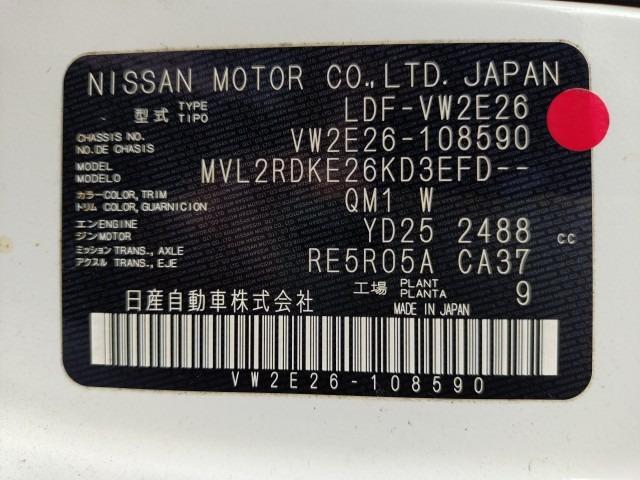 NISSAN MOTOR CO., LTD. JAPAN
型式 TYPE TIPO LDF-VW2E26
CHASSIS NO. NO.DE CHASSIS VW2E26-108590
MODEL MODELO MVL2RDKE26KD3EFD--
カラー COLOR, TRIM トリム COLOR, GUARNICION QM1 W
エンジン ENGINE MOTOR YD25 2488 cc
ミッション TRANS., AXLE アクスル TRANS., EJE RE5R05A CA37
工場 PLANT PLANTA 9
日産自動車株式会社 MADE IN JAPAN
VW2E26-108590